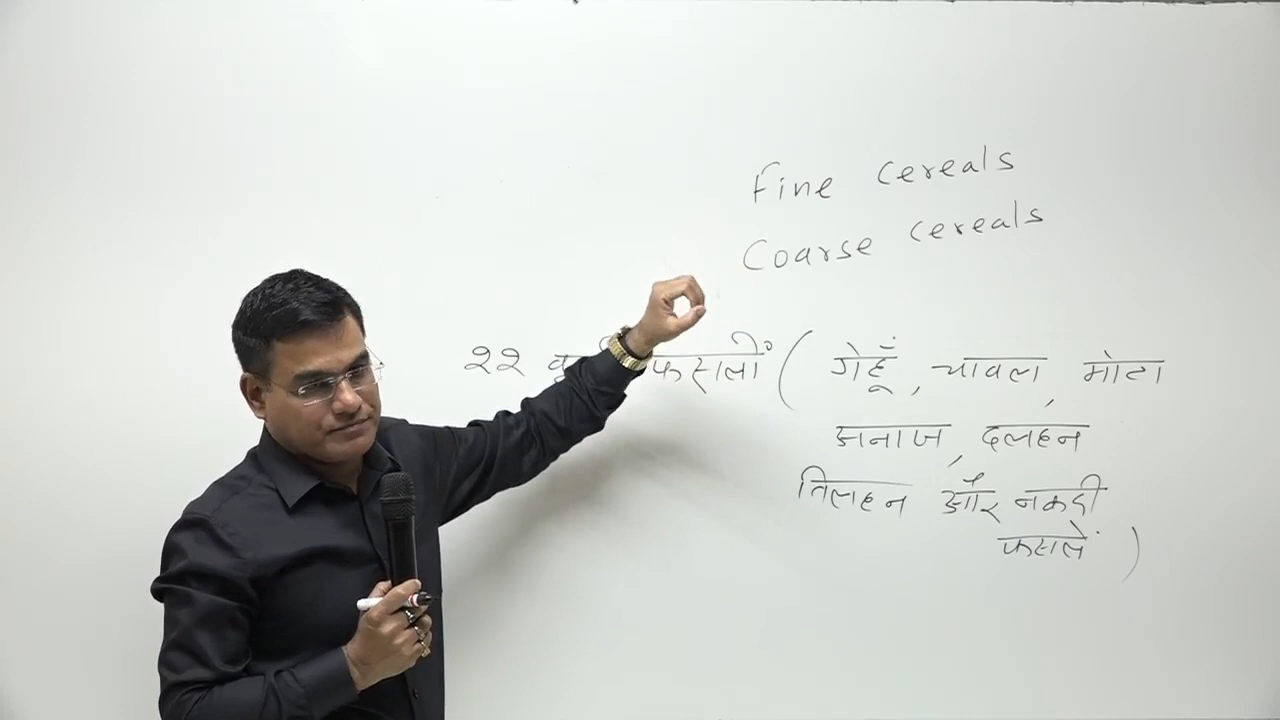 Fine cereals
Coarse cereals
२२ फसलों ( गेहूँ, चावल, मोटा
अनाज, दलहन
तिलहन और नकदी
फसलें )